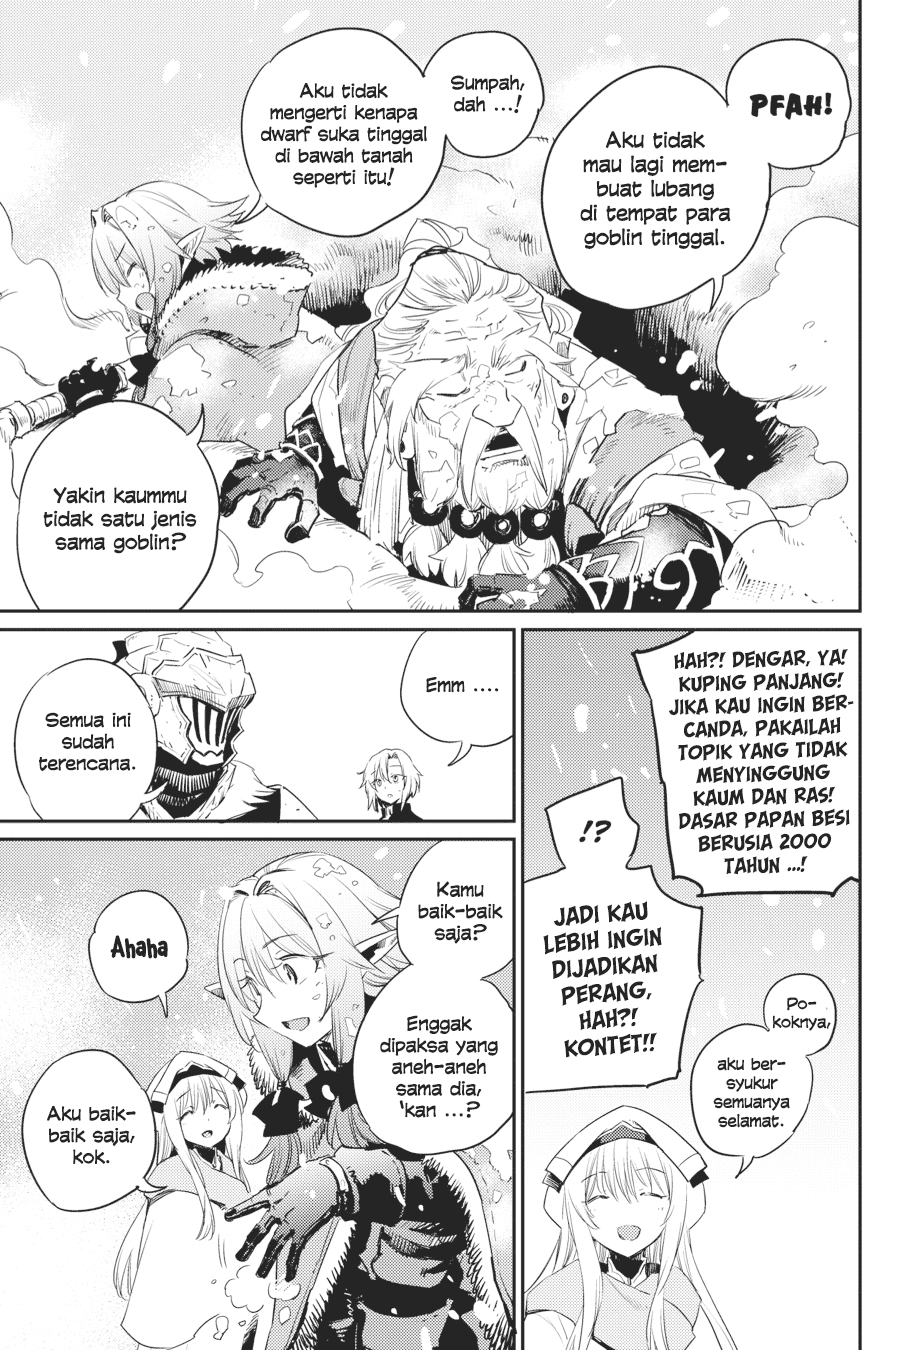 PFAH!
Aku tidak
mau lagi mem-
buat lubang
di tempat para
goblin tinggal.
Sumpah,
dah ...!
Aku tidak
mengerti kenapa
dwarf suka tinggal
di bawah tanah
seperti itu!
Yakin kaummu
tidak satu jenis
sama goblin?
HAH?! DENGAR, YA!
KUPING PANJANG!
JIKA KAU INGIN BER-
CANDA, PAKAILAH
TOPIK YANG TIDAK
MENYINGGUNG
KAUM DAN RAS!
DASAR PAPAN BESI
BERUSIA 2000
TAHUN ...!
!?
JADI KAU
LEBIH INGIN
DIJADIKAN
PERANG,
HAH?!
KONTET!!
Po-
koknya,
aku ber-
syukur
semuanya
selamat.
Emm ....
Semua ini
sudah
terencana.
Kamu
baik-baik
saja?
Enggak
dipaksa yang
aneh-aneh
sama dia,
'kan ...?
Ahaha
Aku baik-
baik saja,
kok.